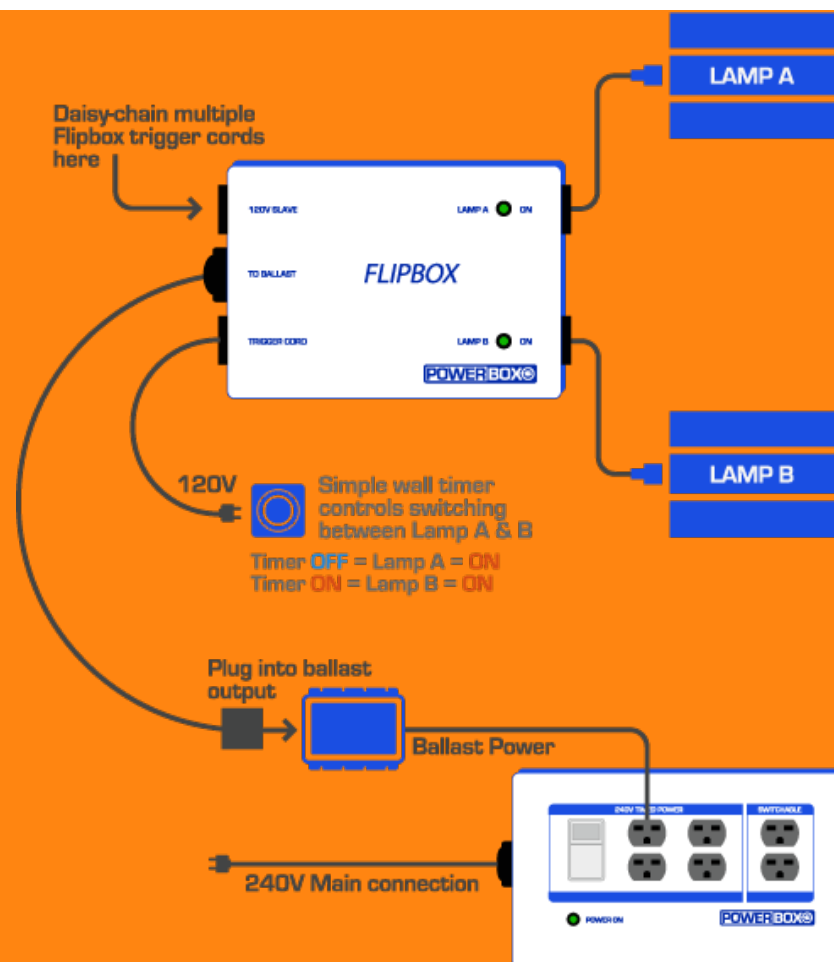 LAMP A
Daisy-chain multiple
Flipbox trigger cords
here
120V SLAVE
LAMP A ON
TO BALLAST
FLIPBOX
TRIGGER CORD
LAMP B ON
POWERBOX
LAMP B
120V
Simple wall timer
controls switching
between Lamp A & B
Timer OFF = Lamp A = ON
Timer ON = Lamp B = ON
Plug into ballast
output
Ballast Power
240V TIMED POWER
SWITCHABLE
240V Main connection
POWER ON
POWERBOX